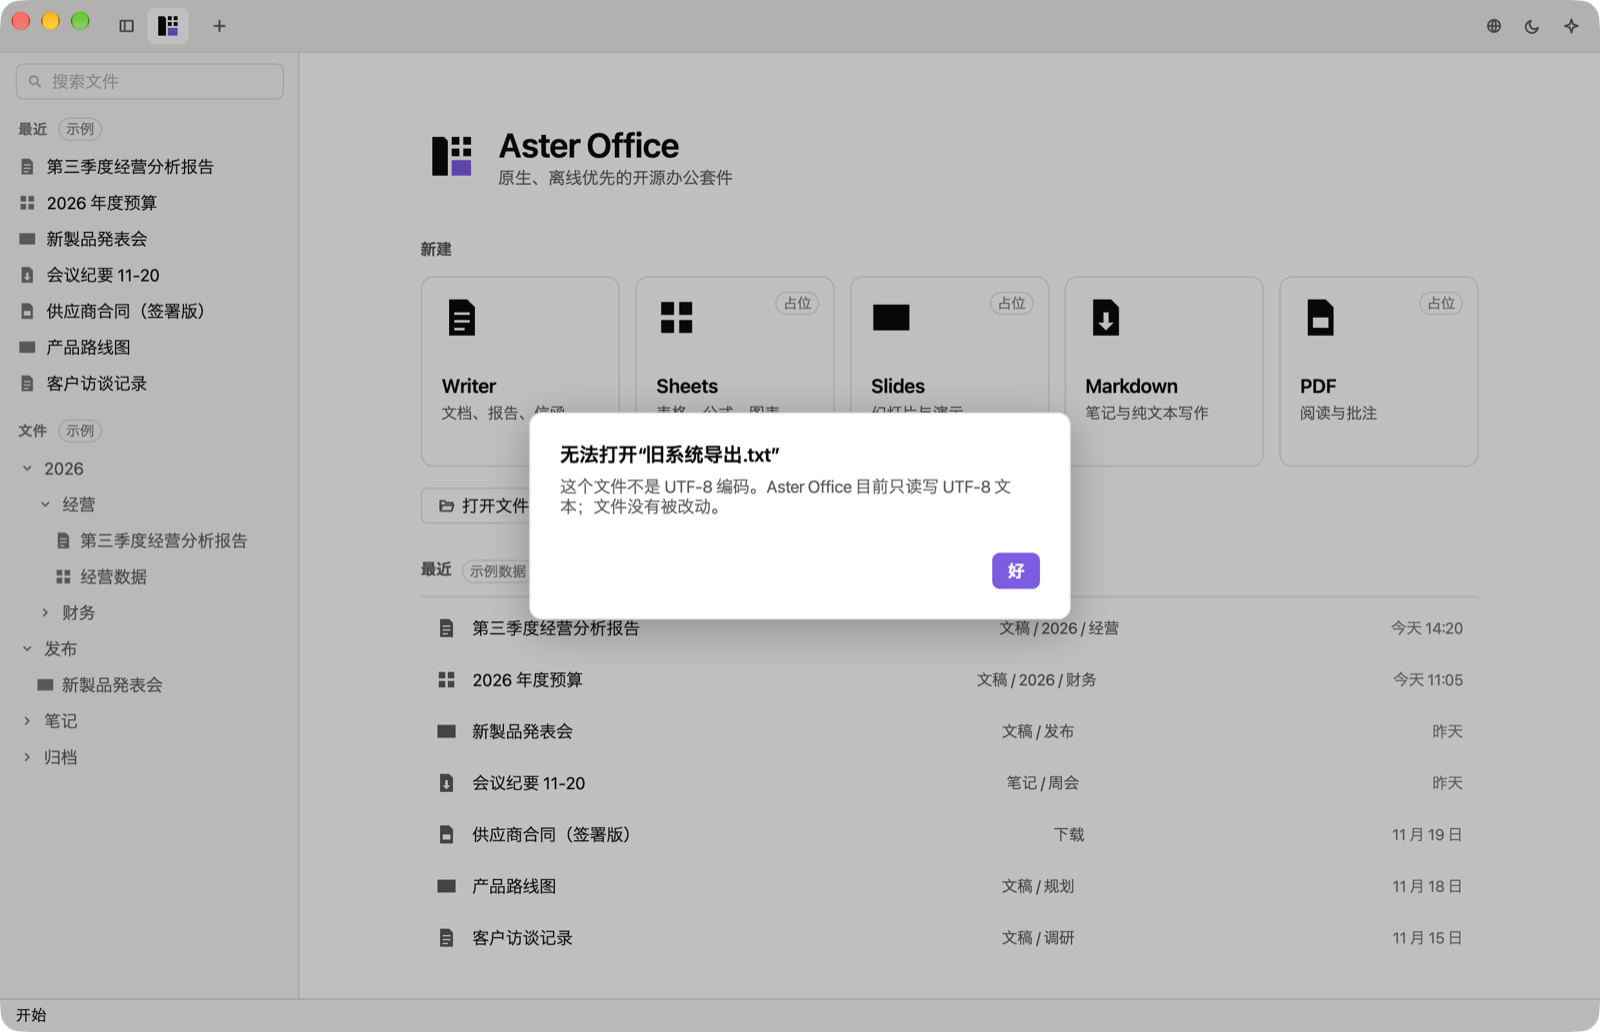 搜索文件
最近 示例
第三季度经营分析报告
2026 年度预算
新製品発表会
会议纪要 11-20
供应商合同（签署版）
产品路线图
客户访谈记录
文件 示例
2026
经营
第三季度经营分析报告
经营数据
财务
发布
新製品発表会
笔记
归档
Aster Office
原生、离线优先的开源办公套件
新建
Writer
文档、报告、信函
占位
Sheets
表格、公式、图表
占位
Slides
幻灯片与演示
Markdown
笔记与纯文本写作
占位
PDF
阅读与批注
打开文件
无法打开“旧系统导出.txt”
这个文件不是 UTF-8 编码。Aster Office 目前只读写 UTF-8 文
本；文件没有被改动。
好
最近 示例数据
第三季度经营分析报告 文稿 / 2026 / 经营 今天 14:20
2026 年度预算 文稿 / 2026 / 财务 今天 11:05
新製品発表会 文稿 / 发布 昨天
会议纪要 11-20 笔记 / 周会 昨天
供应商合同（签署版） 下载 11 月 19 日
产品路线图 文稿 / 规划 11 月 18 日
客户访谈记录 文稿 / 调研 11 月 15 日
开始